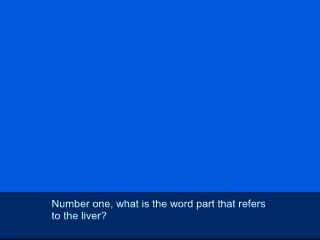 Number one, what is the word part that refers
to the liver?